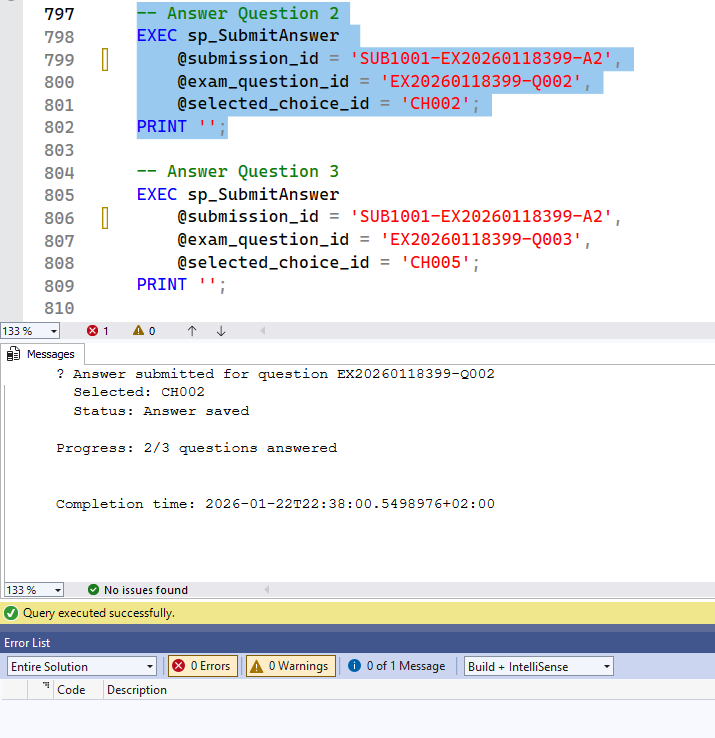 797 -- Answer Question 2
798 EXEC sp_SubmitAnswer
799 @submission_id = 'SUB1001-EX20260118399-A2',
800 @exam_question_id = 'EX20260118399-Q002',
801 @selected_choice_id = 'CH002';
802 PRINT '';
803
804 -- Answer Question 3
805 EXEC sp_SubmitAnswer
806 @submission_id = 'SUB1001-EX20260118399-A2',
807 @exam_question_id = 'EX20260118399-Q003',
808 @selected_choice_id = 'CH005';
809 PRINT '';
810
133 % 1 0
Messages
? Answer submitted for question EX20260118399-Q002
Selected: CH002
Status: Answer saved
Progress: 2/3 questions answered
Completion time: 2026-01-22T22:38:00.5498976+02:00
133 % No issues found
Query executed successfully.
Error List
Entire Solution 0 Errors 0 Warnings 0 of 1 Message Build + IntelliSense
Code Description